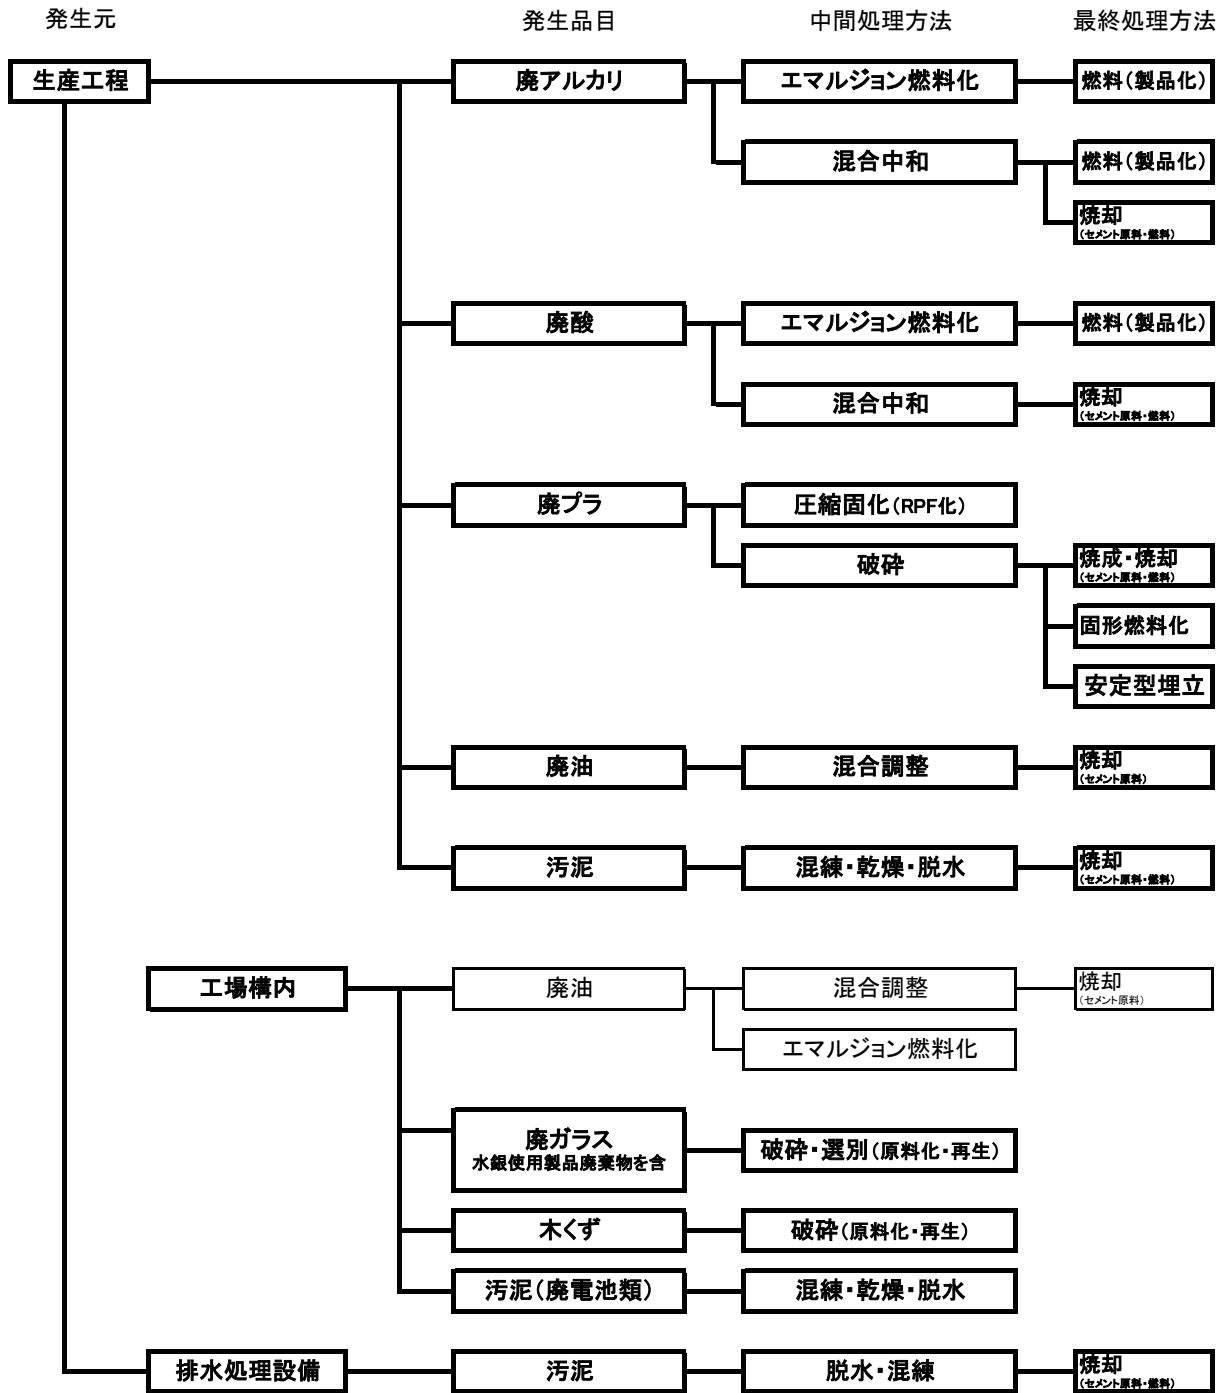 発生元 発生品目 中間処理方法 最終処理方法
生産工程 廃アルカリ エマルジョン燃料化 燃料（製品化）
混合中和 燃料（製品化）
焼却
（セメント原料・燃料）
廃酸 エマルジョン燃料化 燃料（製品化）
混合中和 焼却
（セメント原料・燃料）
廃プラ 圧縮固化（RPF化）
破砕 焼成・焼却
（セメント原料・燃料）
固形燃料化
安定型埋立
廃油 混合調整 焼却
（セメント原料）
汚泥 混練・乾燥・脱水 焼却
（セメント原料・燃料）
工場構内 廃油 混合調整 焼却
（セメント原料）
エマルジョン燃料化
廃ガラス
水銀使用製品廃棄物を含
破砕・選別（原料化・再生）
木くず 破砕（原料化・再生）
汚泥（廃電池類） 混練・乾燥・脱水
排水処理設備 汚泥 脱水・混練 焼却
（セメント原料・燃料）